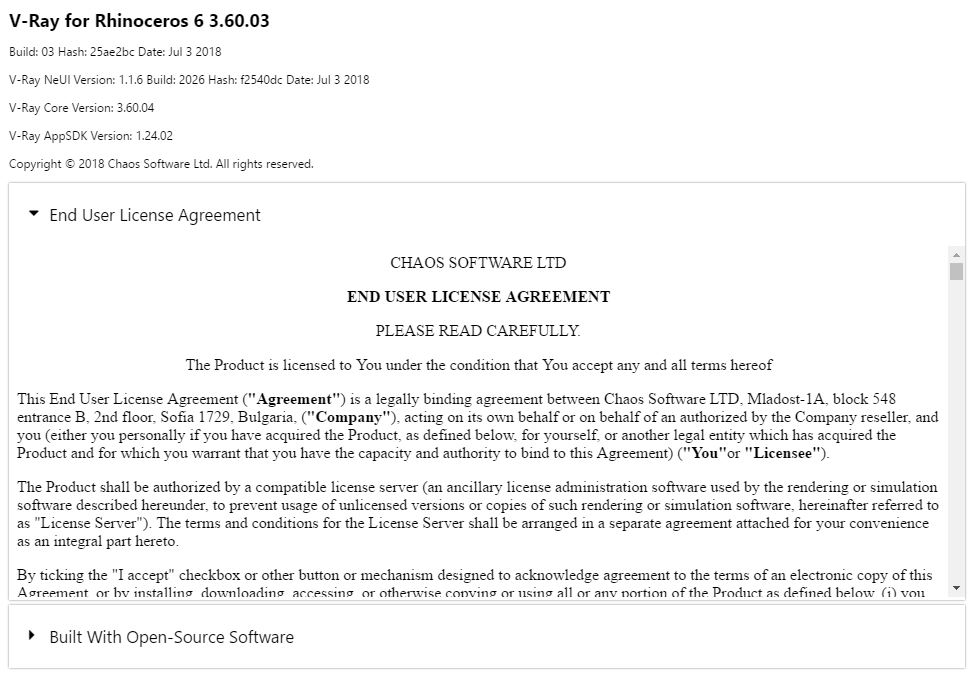 V-Ray for Rhinoceros 6 3.60.03
Build: 03 Hash: 25ae2bc Date: Jul 3 2018
V-Ray NeUI Version: 1.1.6 Build: 2026 Hash: f2540dc Date: Jul 3 2018
V-Ray Core Version: 3.60.04
V-Ray AppSDK Version: 1.24.02
Copyright © 2018 Chaos Software Ltd. All rights reserved.
End User License Agreement
CHAOS SOFTWARE LTD
END USER LICENSE AGREEMENT
PLEASE READ CAREFULLY.
The Product is licensed to You under the condition that You accept any and all terms hereof
This End User License Agreement ("Agreement") is a legally binding agreement between Chaos Software LTD, Mladost-1A, block 548
entrance B, 2nd floor, Sofia 1729, Bulgaria, ("Company"), acting on its own behalf or on behalf of an authorized by the Company reseller, and
you (either you personally if you have acquired the Product, as defined below, for yourself, or another legal entity which has acquired the
Product and for which you warrant that you have the capacity and authority to bind to this Agreement) ("You"or "Licensee").
The Product shall be authorized by a compatible license server (an ancillary license administration software used by the rendering or simulation
software described hereunder, to prevent usage of unlicensed versions or copies of such rendering or simulation software, hereinafter referred to
as "License Server"). The terms and conditions for the License Server shall be arranged in a separate agreement attached for your convenience
as an integral part hereto.
By ticking the "I accept" checkbox or other button or mechanism designed to acknowledge agreement to the terms of an electronic copy of this
Agreement, or by installing, downloading, accessing, or otherwise copying or using all or any portion of the Product as defined below, (i) you
Built With Open-Source Software